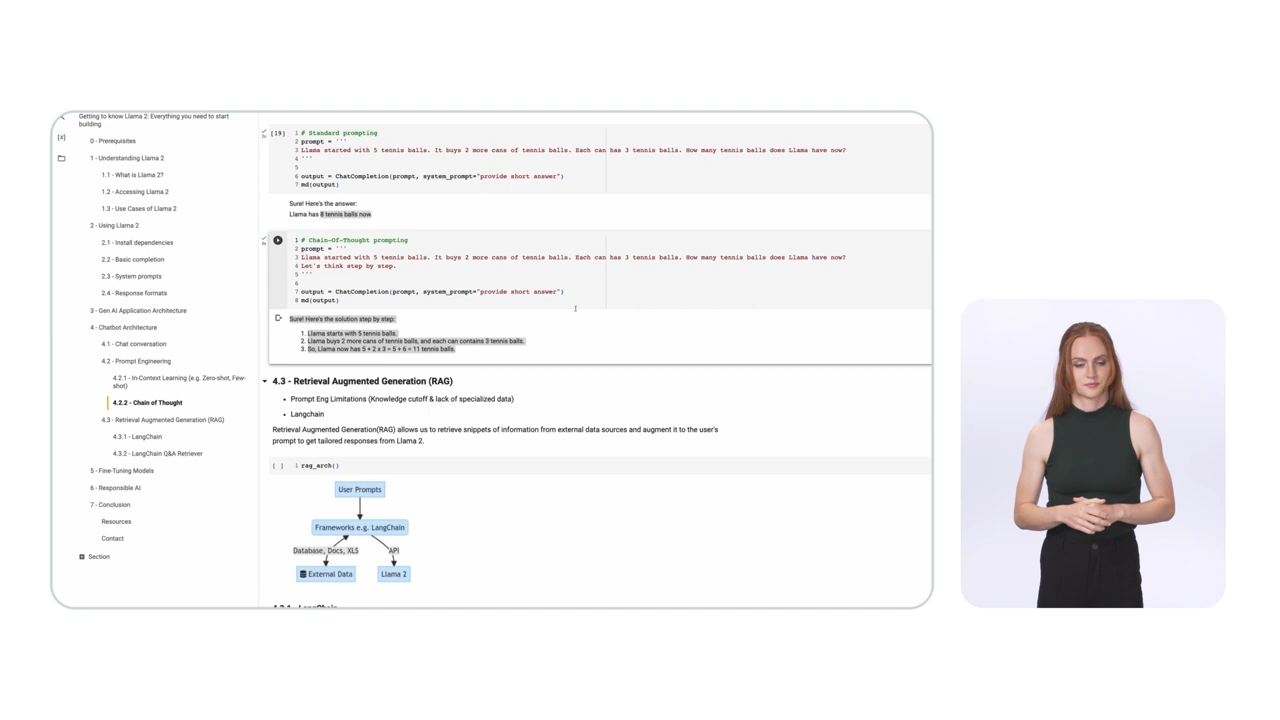 Getting to know Llama 2: Everything you need to start
building
0 - Prerequisites
1 - Understanding Llama 2
1.1 - What is Llama 2?
1.2 - Accessing Llama 2
1.3 - Use Cases of Llama 2
2 - Using Llama 2
2.1 - Install dependencies
2.2 - Basic completion
2.3 - System prompts
2.4 - Response formats
3 - Gen AI Application Architecture
4 - Chatbot Architecture
4.1 - Chat conversation
4.2 - Prompt Engineering
4.2.1 - In-Context Learning (e.g. Zero-shot, Few-
shot)
4.2.2 - Chain of Thought
4.3 - Retrieval Augmented Generation (RAG)
4.3.1 - LangChain
4.3.2 - LangChain Q&A Retriever
5 - Fine-Tuning Models
6 - Responsible AI
7 - Conclusion
Resources
Contact
Section
[19]
1 # Standard prompting
2 prompt = '''
3 Llama started with 5 tennis balls. It buys 2 more cans of tennis balls. Each can has 3 tennis balls. How many tennis balls does Llama have now?
4 '''
5
6 output = ChatCompletion(prompt, system_prompt="provide short answer")
7 md(output)
Sure! Here's the answer:
Llama has 8 tennis balls now.
1 # Chain-Of-Thought prompting
2 prompt = '''
3 Llama started with 5 tennis balls. It buys 2 more cans of tennis balls. Each can has 3 tennis balls. How many tennis balls does Llama have now?
4 Let's think step by step.
5 '''
6
7 output = ChatCompletion(prompt, system_prompt="provide short answer")
8 md(output)
Sure! Here's the solution step by step:
1. Llama starts with 5 tennis balls.
2. Llama buys 2 more cans of tennis balls, and each can contains 3 tennis balls.
3. So, Llama now has 5 + 2 x 3 = 5 + 6 = 11 tennis balls.
4.3 - Retrieval Augmented Generation (RAG)
• Prompt Eng Limitations (Knowledge cutoff & lack of specialized data)
• Langchain
Retrieval Augmented Generation(RAG) allows us to retrieve snippets of information from external data sources and augment it to the user's
prompt to get tailored responses from Llama 2.
[ ] 1 rag_arch()
User Prompts
Frameworks e.g. LangChain
Database, Docs, XLS
API
External Data
Llama 2